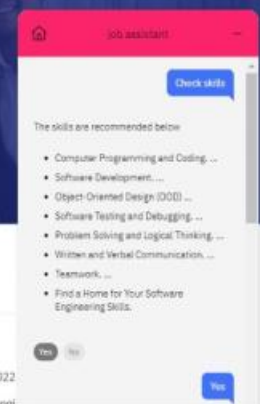 job assistant
Check skills
The skills are recommended below
Computer Programming and Coding. ...
Software Development. ...
Object-Oriented Design (OOD) ...
Software Testing and Debugging. ...
Problem Solving and Logical Thinking. ...
Written and Verbal Communication. ...
Teamwork. ...
Find a Home for Your Software
Engineering Skills.
Yes No
022
Yes